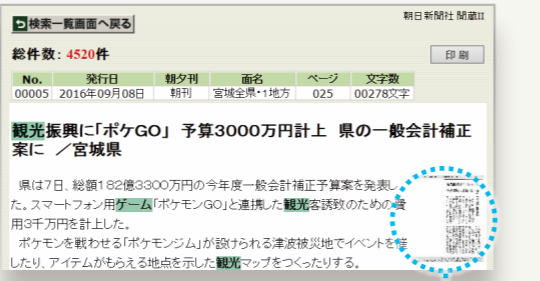 朝日新聞社 聞蔵II
検索一覧画面へ戻る
総件数: 4520件
印刷
No. 発行日 朝夕刊 面名 ページ 文字数
00005 2016年09月08日 朝刊 宮城全県・1地方 025 00278文字
観光振興に「ポケGO」 予算3000万円計上 県の一般会計補正
案に ／宮城県
県は7日、総額182億3300万円の今年度一般会計補正予算案を発表し
た。スマートフォン用ゲーム「ポケモンGO」と連携した観光客誘致のための費
用3千万円を計上した。
ポケモンを戦わせる「ポケモンジム」が設けられる津波被災地でイベントを催
したり、アイテムがもらえる地点を示した観光マップをつくったりする。